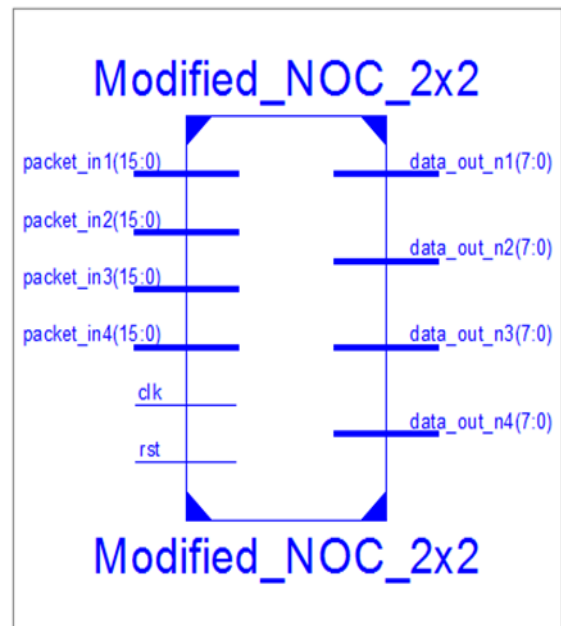 Modified_NOC_2x2
packet_in1(15:0)
data_out_n1(7:0)
packet_in2(15:0)
data_out_n2(7:0)
packet_in3(15:0)
packet_in4(15:0)
data_out_n3(7:0)
clk
data_out_n4(7:0)
rst
Modified_NOC_2x2